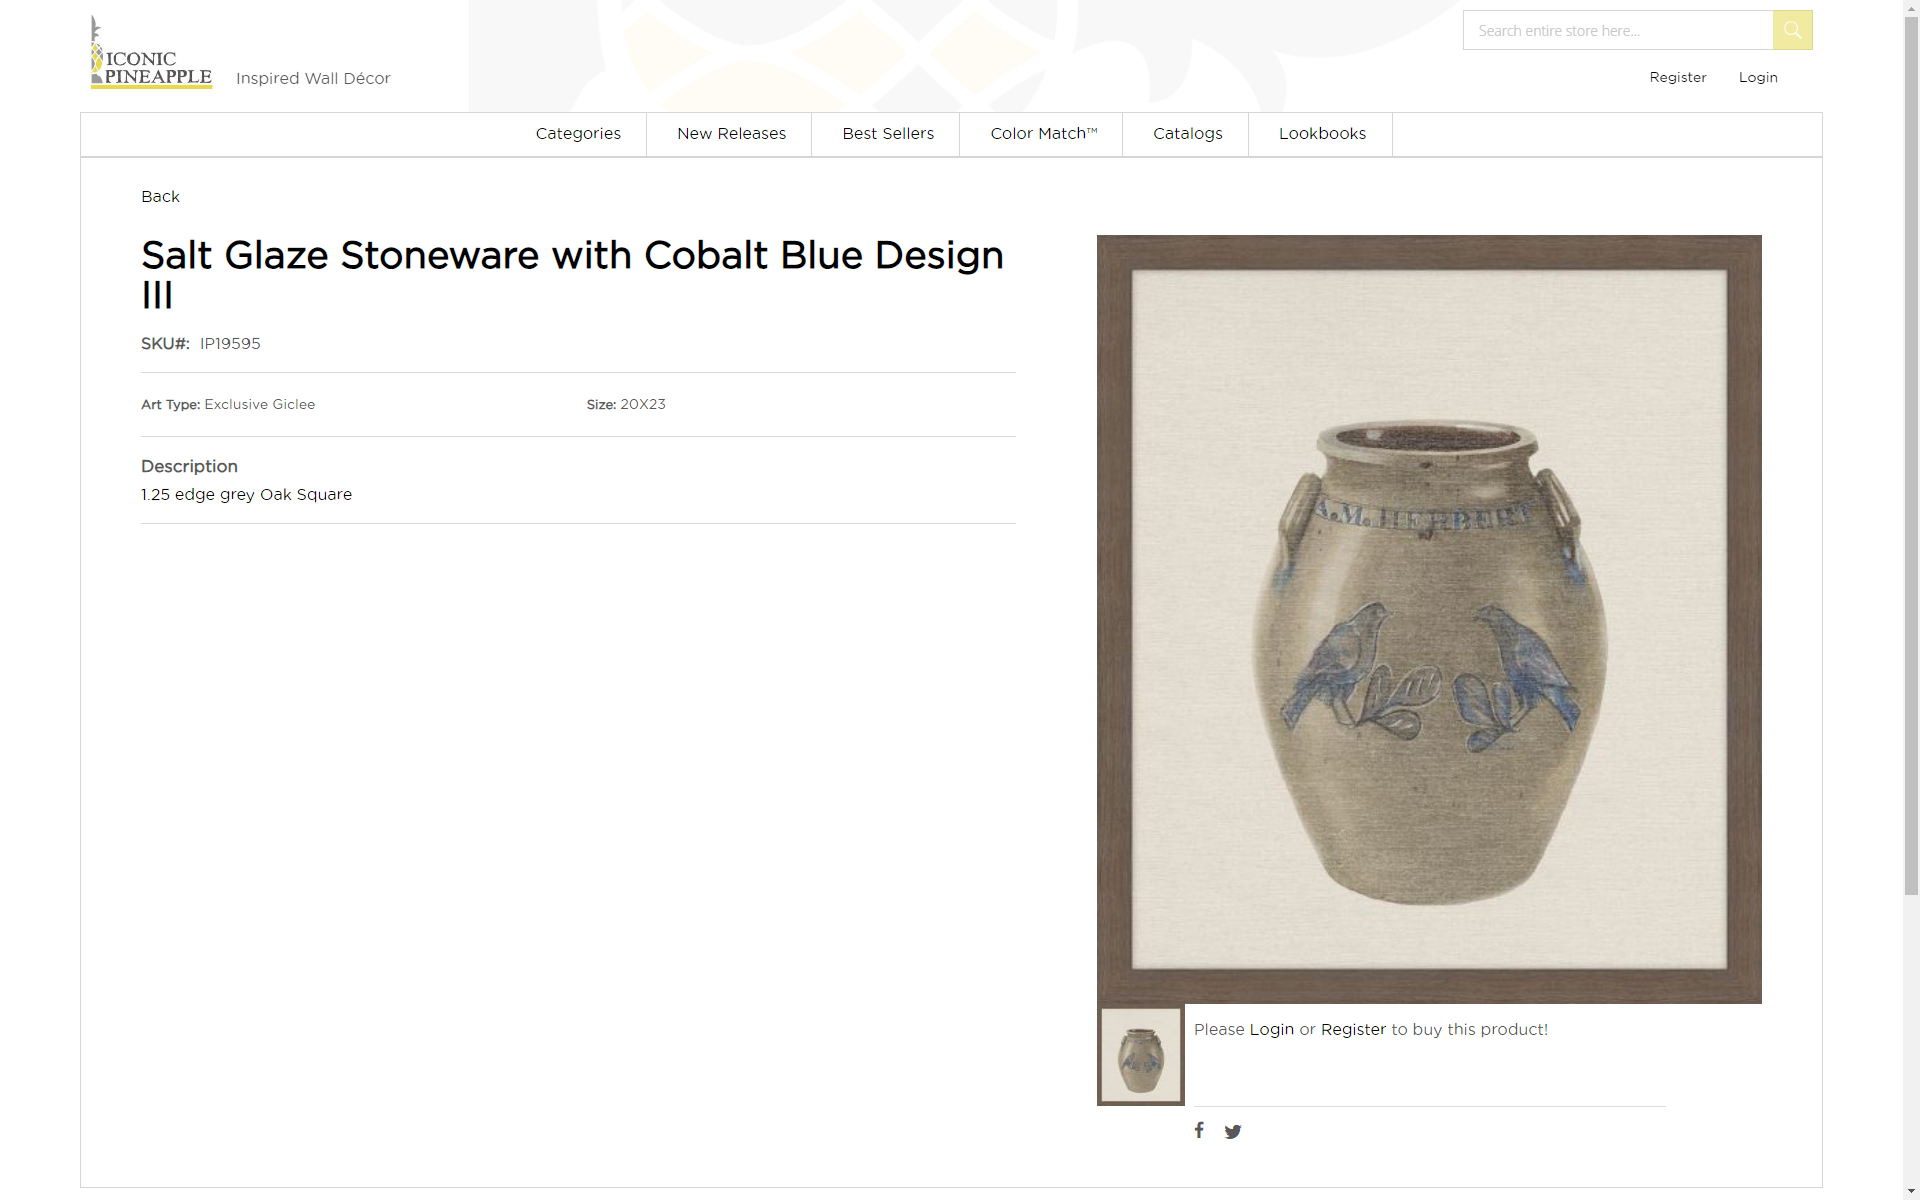 ICONIC
PINEAPPLE
Inspired Wall Décor
Search entire store here...
Register
Login
Categories
New Releases
Best Sellers
Color Match™
Catalogs
Lookbooks
Back
Salt Glaze Stoneware with Cobalt Blue Design
III
SKU#: IP19595
Art Type: Exclusive Giclee
Size: 20X23
Description
1.25 edge grey Oak Square
A.M. HERBERT
Please Login or Register to buy this product!